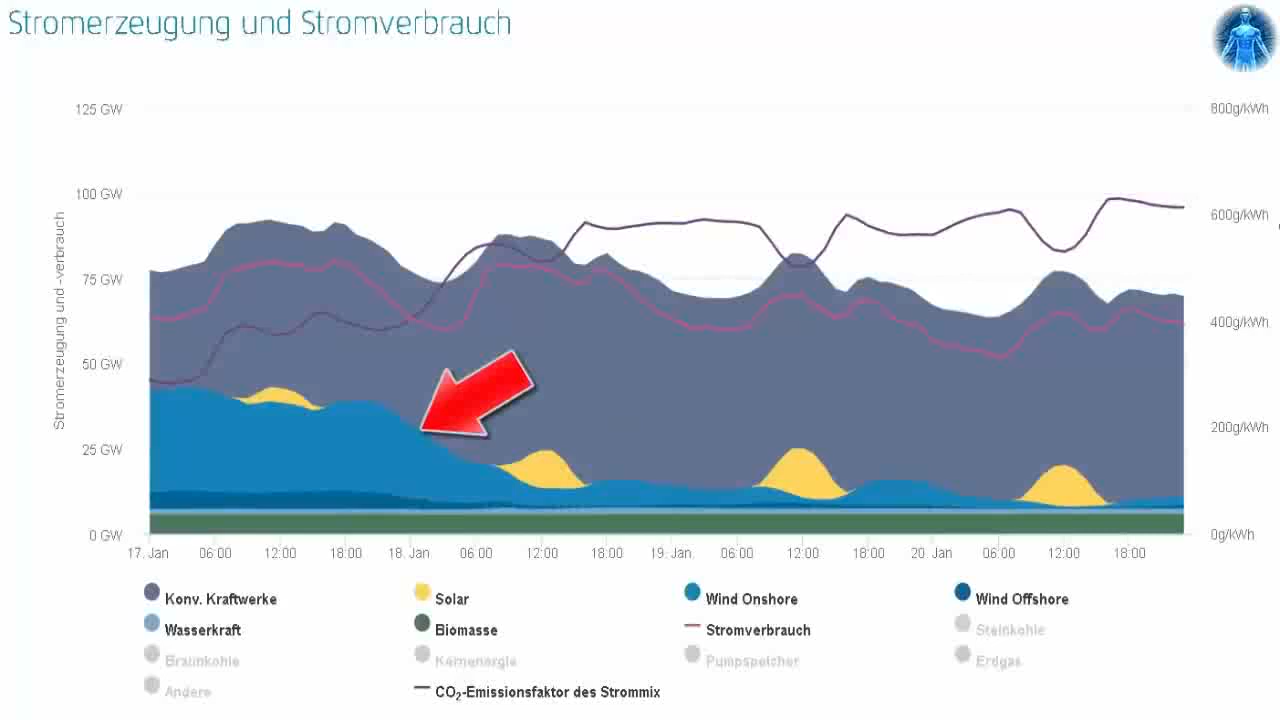 Stromerzeugung und Stromverbrauch
125 GW
800g/kWh
100 GW
600g/kWh
75 GW
400g/kWh
50 GW
200g/kWh
25 GW
0 GW
0g/kWh
Stromerzeugung und -verbrauch
17. Jan 06:00 12:00 18:00 18. Jan 06:00 12:00 18:00 19. Jan 06:00 12:00 18:00 20. Jan 06:00 12:00 18:00
Konv. Kraftwerke Solar Wind Onshore Wind Offshore
Wasserkraft Biomasse Stromverbrauch Steinkohle
Braunkohle Kernenergie Pumpspeicher Erdgas
Andere CO₂-Emissionsfaktor des Strommix